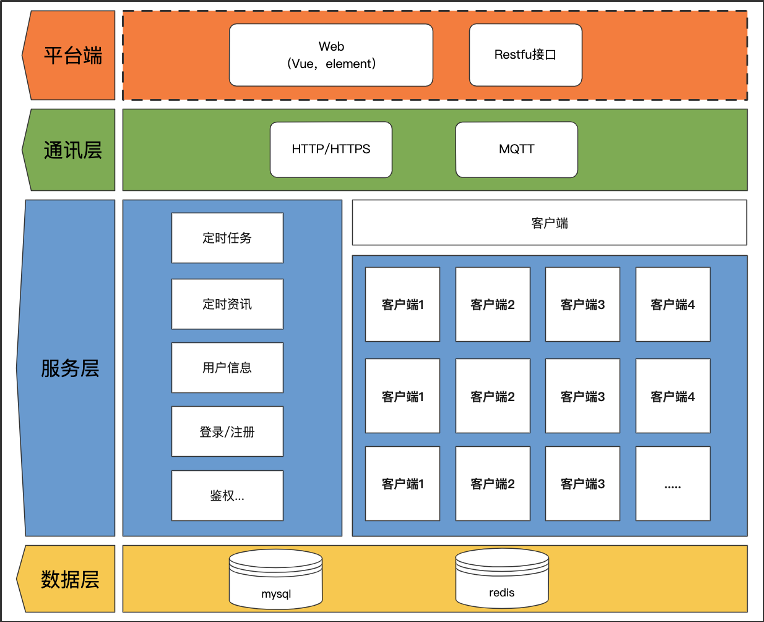 平台端
Web
（Vue，element）
Restfu接口
通讯层
HTTP/HTTPS
MQTT
服务层
定时任务
定时资讯
用户信息
登录/注册
鉴权...
客户端
客户端1
客户端2
客户端3
客户端4
客户端1
客户端2
客户端3
客户端4
客户端1
客户端2
客户端3
.....
数据层
mysql
redis